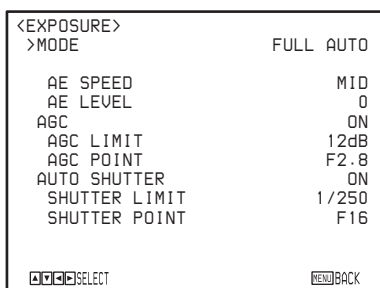 <EXPOSURE>
>MODE FULL AUTO
AE SPEED MID
AE LEVEL 0
AGC ON
AGC LIMIT 12dB
AGC POINT F2.8
AUTO SHUTTER ON
SHUTTER LIMIT 1/250
SHUTTER POINT F16
▲▼◄►SELECT MENU BACK